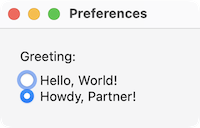 Preferences
Greeting:
Hello, World!
Howdy, Partner!